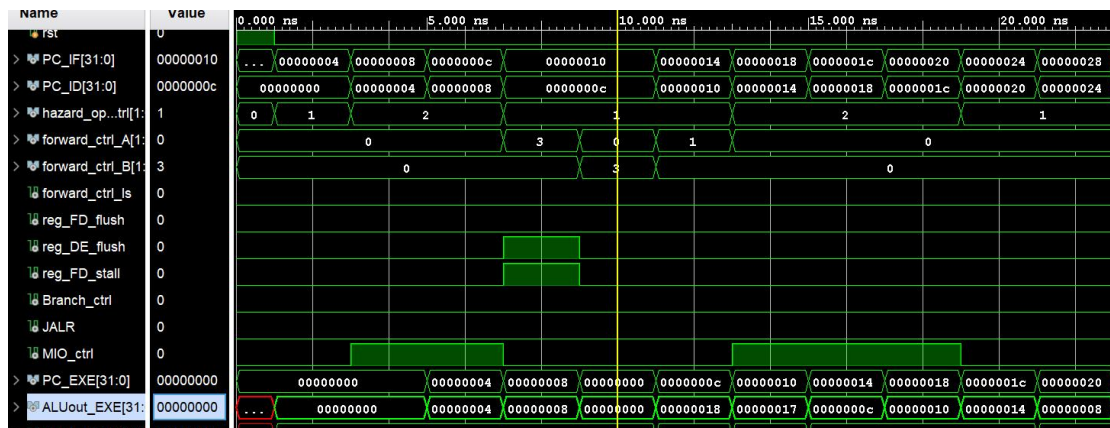 Name Value 0.000 ns 5.000 ns 10.000 ns 15.000 ns 20.000 ns
rst 0
PC_IF[31:0] 00000010 ... 00000004 00000008 0000000c 00000010 00000014 00000018 0000001c 00000020 00000024 00000028
PC_ID[31:0] 0000000c 00000000 00000004 00000008 0000000c 00000010 00000014 00000018 0000001c 00000020 00000024
hazard_op...trl[1: 1 0 1 2 1 2 1
forward_ctrl_A[1: 0 0 3 0 1 0
forward_ctrl_B[1: 3 0 3 0
forward_ctrl_ls 0
reg_FD_flush 0
reg_DE_flush 0
reg_FD_stall 0
Branch_ctrl 0
JALR 0
MIO_ctrl 0
PC_EXE[31:0] 00000000 00000000 00000004 00000008 00000000 0000000c 00000010 00000014 00000018 0000001c 00000020
ALUout_EXE[31: 00000000 ... 00000000 00000004 00000008 00000000 00000018 00000017 0000000c 00000010 00000014 00000008